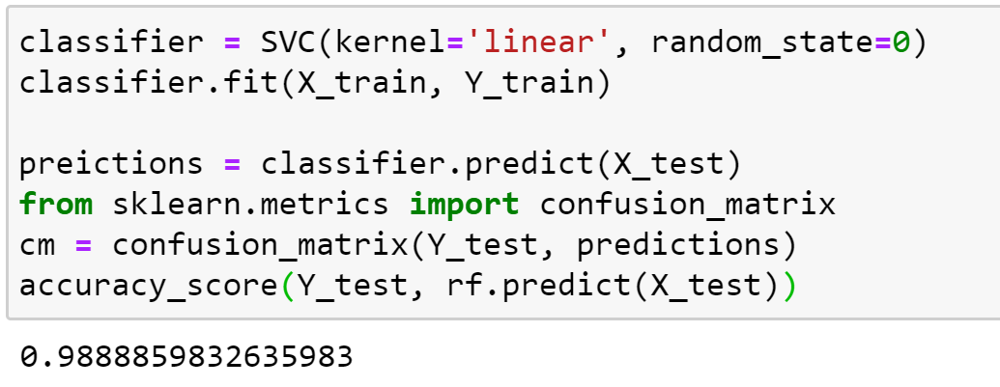 classifier = SVC(kernel='linear', random_state=0)
classifier.fit(X_train, Y_train)
preictions = classifier.predict(X_test)
from sklearn.metrics import confusion_matrix
cm = confusion_matrix(Y_test, predictions)
accuracy_score(Y_test, rf.predict(X_test))
0.9888859832635983